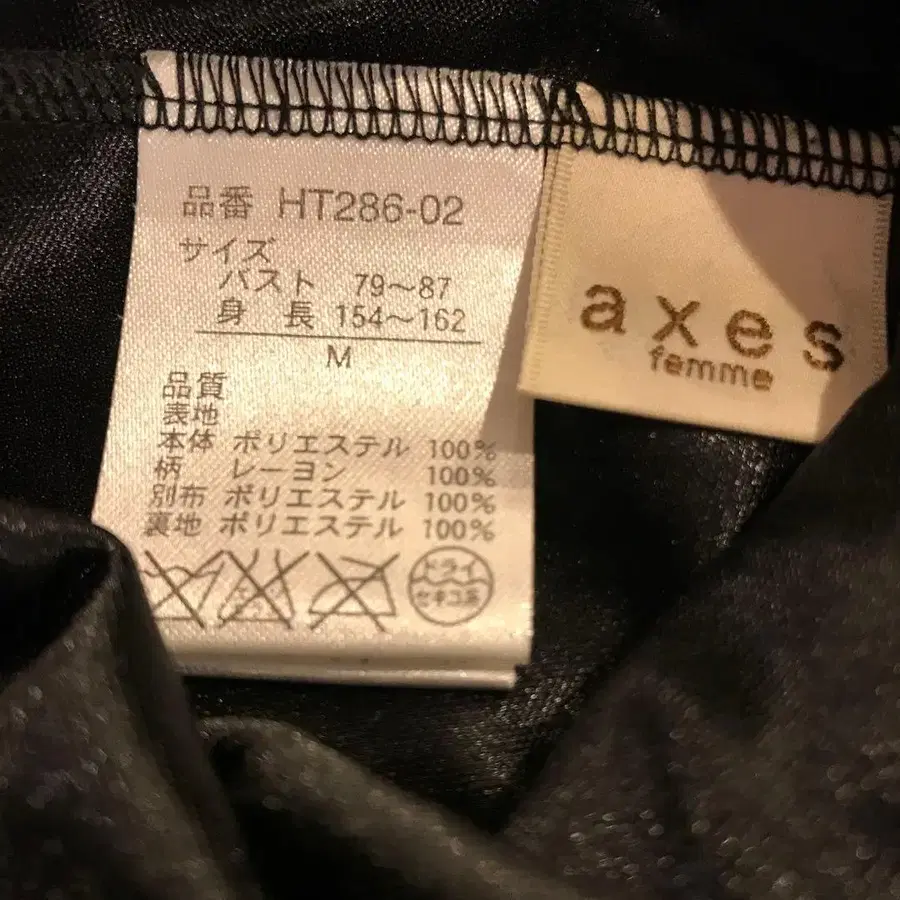 品番 HT286-02
サイズ
バスト 79～87
身 長 154～162
M
品質
表地
本体 ポリエステル 100%
柄 レーヨン 100%
別布 ポリエステル 100%
裏地 ポリエステル 100%
エンソ
ドライ
セキユ系
axes
femme